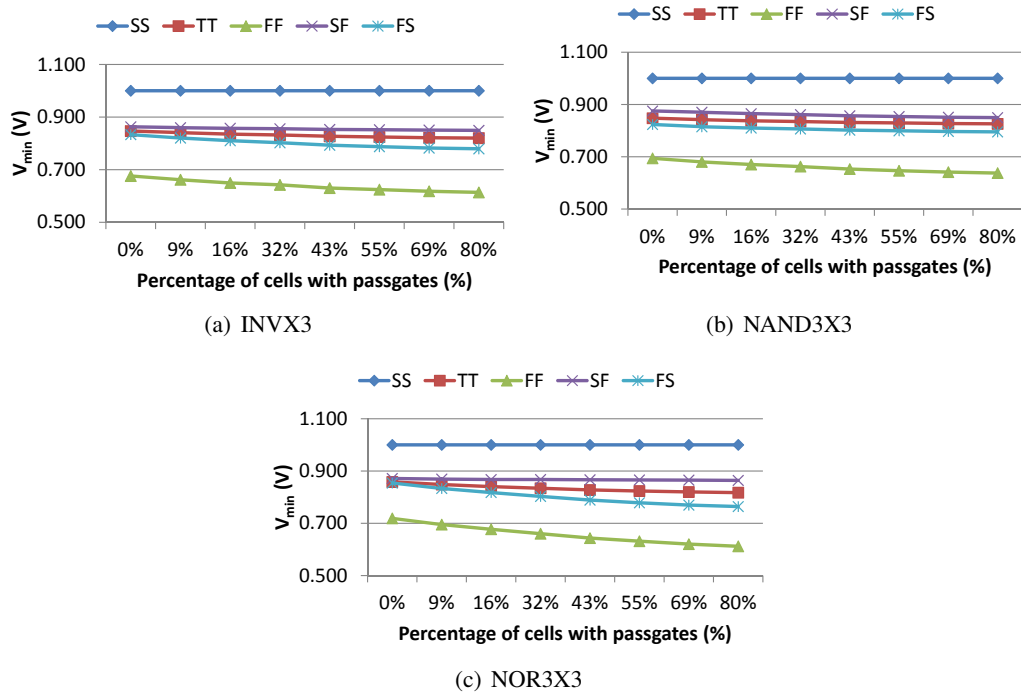 SS TT FF SF FS
1.100
0.900
0.700
0.500
V_min (V)
0% 9% 16% 32% 43% 55% 69% 80%
Percentage of cells with passgates (%)
(a) INVX3
SS TT FF SF FS
1.100
0.900
0.700
0.500
V_min (V)
0% 9% 16% 32% 43% 55% 69% 80%
Percentage of cells with passgates (%)
(b) NAND3X3
SS TT FF SF FS
1.100
0.900
0.700
0.500
V_min (V)
0% 9% 16% 32% 43% 55% 69% 80%
Percentage of cells with passgates (%)
(c) NOR3X3